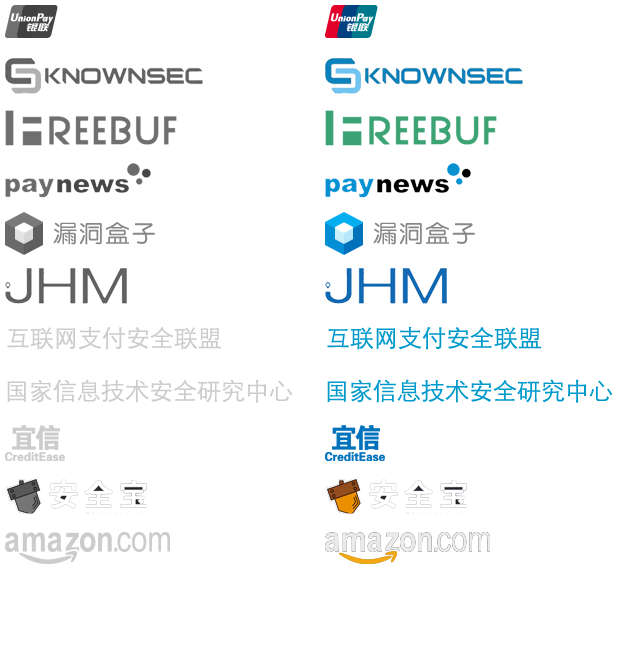 UnionPay
银联
UnionPay
银联
KNOWNSEC
KNOWNSEC
FREEBUF
FREEBUF
paynews
paynews
漏洞盒子
漏洞盒子
JHM
JHM
互联网支付安全联盟
互联网支付安全联盟
国家信息技术安全研究中心
国家信息技术安全研究中心
宜信
CreditEase
宜信
CreditEase
安全宝
安全宝
amazon.com
amazon.com